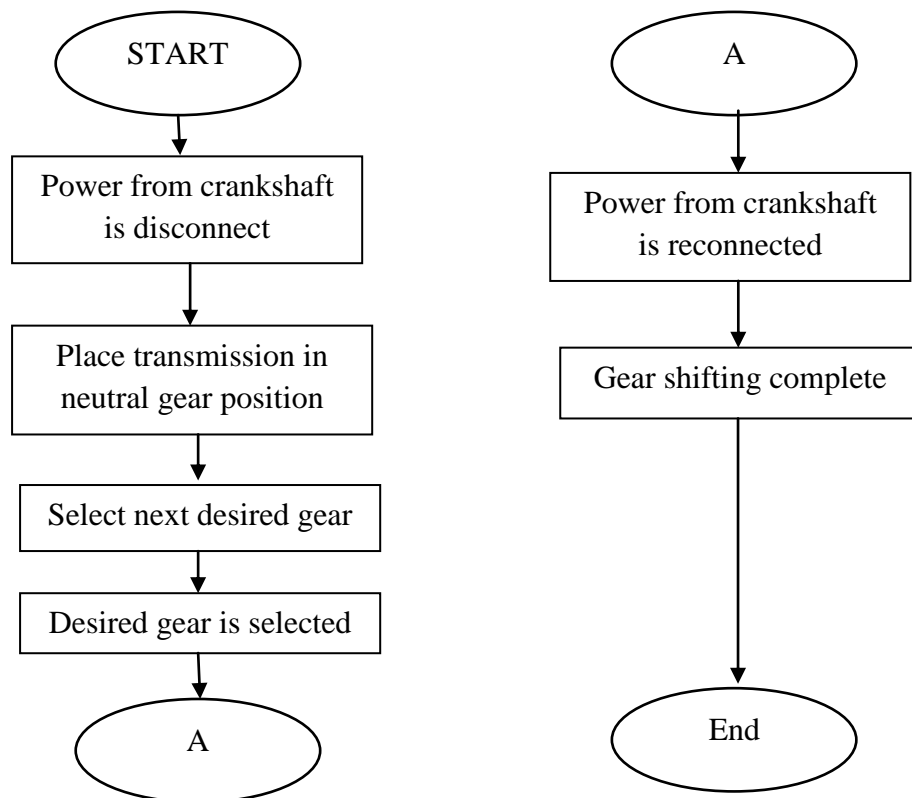 START
Power from crankshaft
is disconnect
Place transmission in
neutral gear position
Select next desired gear
Desired gear is selected
A
A
Power from crankshaft
is reconnected
Gear shifting complete
End